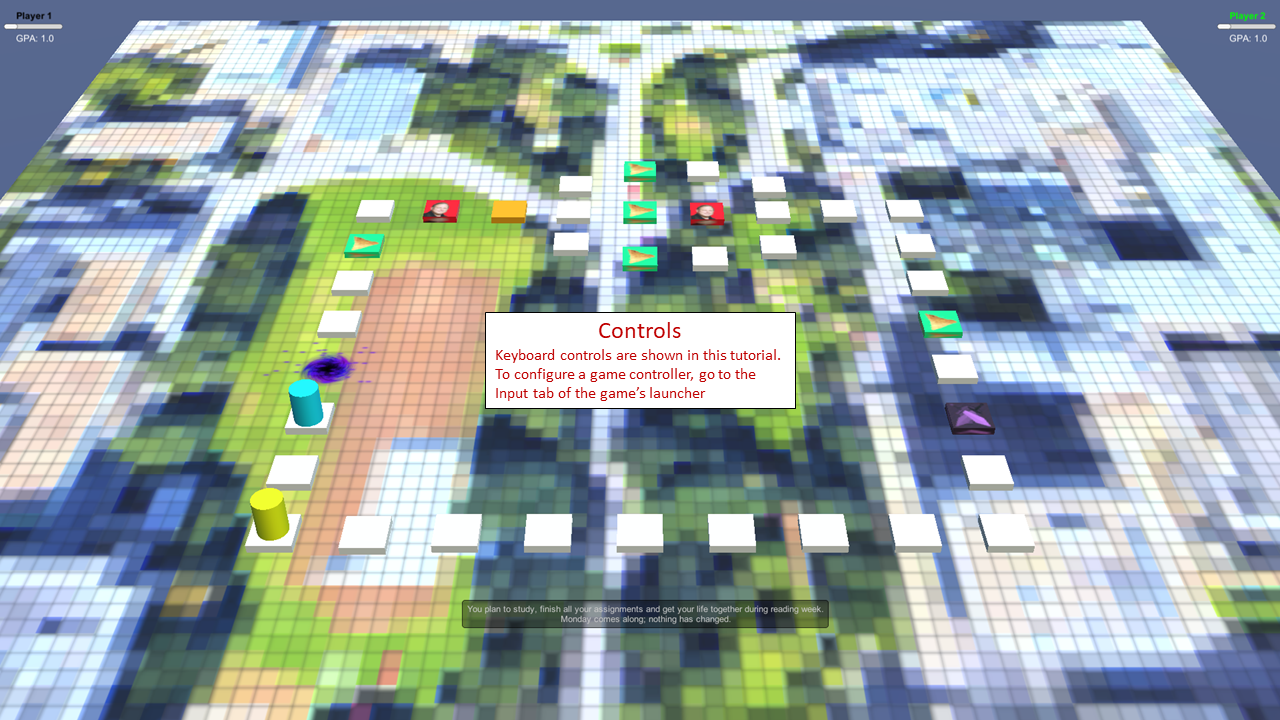 Player 1
GPA: 1.0
Player 2
GPA: 1.0
Controls
Keyboard controls are shown in this tutorial.
To configure a game controller, go to the
Input tab of the game’s launcher
You plan to study, finish all your assignments and get your life together during reading week.
Monday comes along; nothing has changed.